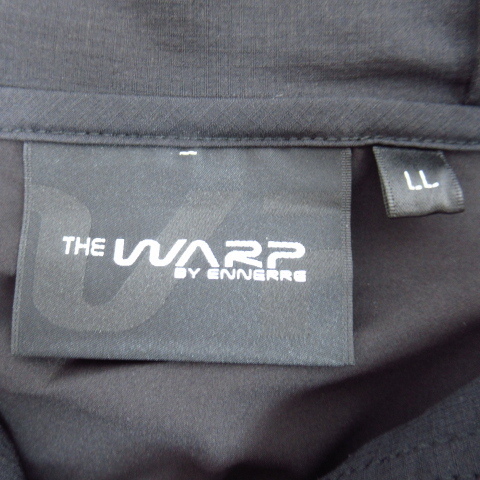 THE WARP
BY ENNERRE
LL